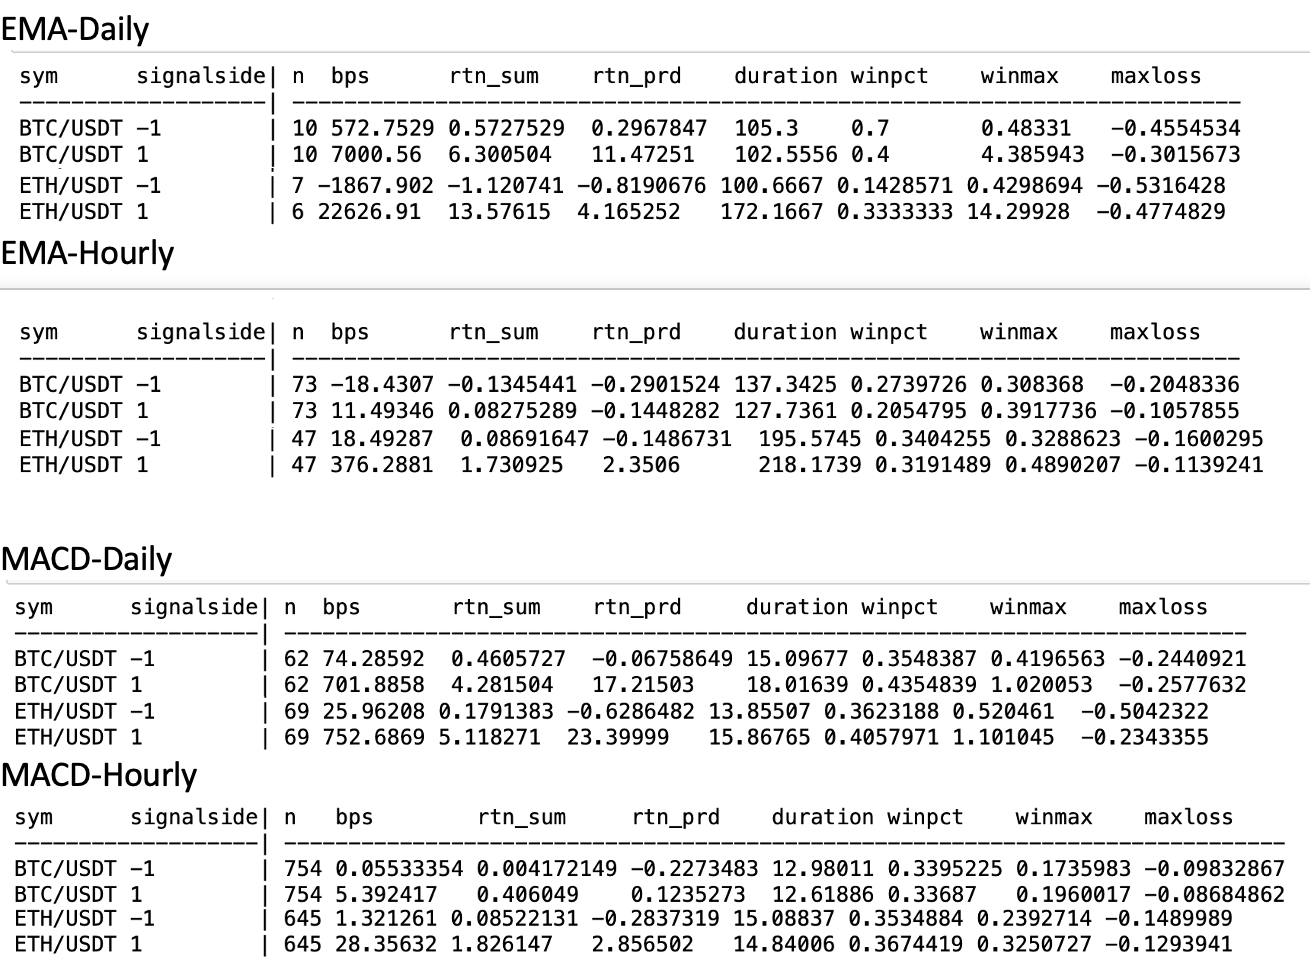 EMA-Daily
sym signalside| n bps rtn_sum rtn_prd duration winpct winmax maxloss
-------------------| -------------------------------------------------------------------------
BTC/USDT -1 | 10 572.7529 0.5727529 0.2967847 105.3 0.7 0.48331 -0.4554534
BTC/USDT 1 | 10 7000.56 6.300504 11.47251 102.5556 0.4 4.385943 -0.3015673
ETH/USDT -1 | 7 -1867.902 -1.120741 -0.8190676 100.6667 0.1428571 0.4298694 -0.5316428
ETH/USDT 1 | 6 22626.91 13.57615 4.165252 172.1667 0.3333333 14.29928 -0.4774829
EMA-Hourly
sym signalside| n bps rtn_sum rtn_prd duration winpct winmax maxloss
-------------------| -------------------------------------------------------------------------
BTC/USDT -1 | 73 -18.4307 -0.1345441 -0.2901524 137.3425 0.2739726 0.308368 -0.2048336
BTC/USDT 1 | 73 11.49346 0.08275289 -0.1448282 127.7361 0.2054795 0.3917736 -0.1057855
ETH/USDT -1 | 47 18.49287 0.08691647 -0.1486731 195.5745 0.3404255 0.3288623 -0.1600295
ETH/USDT 1 | 47 376.2881 1.730925 2.3506 218.1739 0.3191489 0.4890207 -0.1139241
MACD-Daily
sym signalside| n bps rtn_sum rtn_prd duration winpct winmax maxloss
-------------------| ---------------------------------------------------------------------------
BTC/USDT -1 | 62 74.28592 0.4605727 -0.06758649 15.09677 0.3548387 0.4196563 -0.2440921
BTC/USDT 1 | 62 701.8858 4.281504 17.21503 18.01639 0.4354839 1.020053 -0.2577632
ETH/USDT -1 | 69 25.96208 0.1791383 -0.6286482 13.85507 0.3623188 0.520461 -0.5042322
ETH/USDT 1 | 69 752.6869 5.118271 23.39999 15.86765 0.4057971 1.101045 -0.2343355
MACD-Hourly
sym signalside| n bps rtn_sum rtn_prd duration winpct winmax maxloss
-------------------| ------------------------------------------------------------------------------
BTC/USDT -1 | 754 0.05533354 0.004172149 -0.2273483 12.98011 0.3395225 0.1735983 -0.09832867
BTC/USDT 1 | 754 5.392417 0.406049 0.1235273 12.61886 0.33687 0.1960017 -0.08684862
ETH/USDT -1 | 645 1.321261 0.08522131 -0.2837319 15.08837 0.3534884 0.2392714 -0.1489989
ETH/USDT 1 | 645 28.35632 1.826147 2.856502 14.84006 0.3674419 0.3250727 -0.1293941